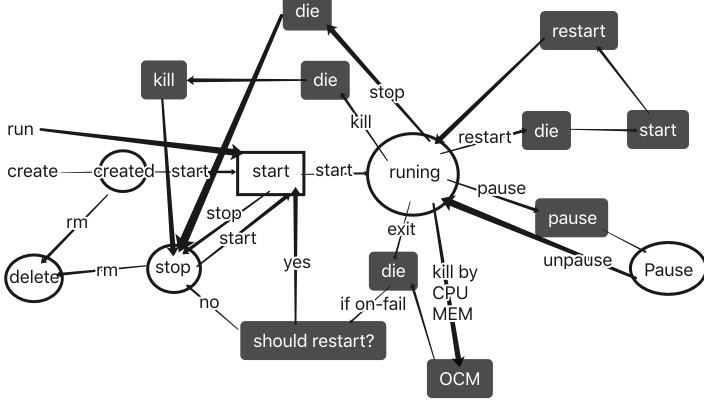 die
restart
kill
die
stop
kill
run
restart
die
start
create
created
start
start
start
runing
pause
rm
stop
start
exit
pause
unpause
delete
rm
stop
yes
die
kill by
CPU
MEM
Pause
no
if on-fail
should restart?
OCM